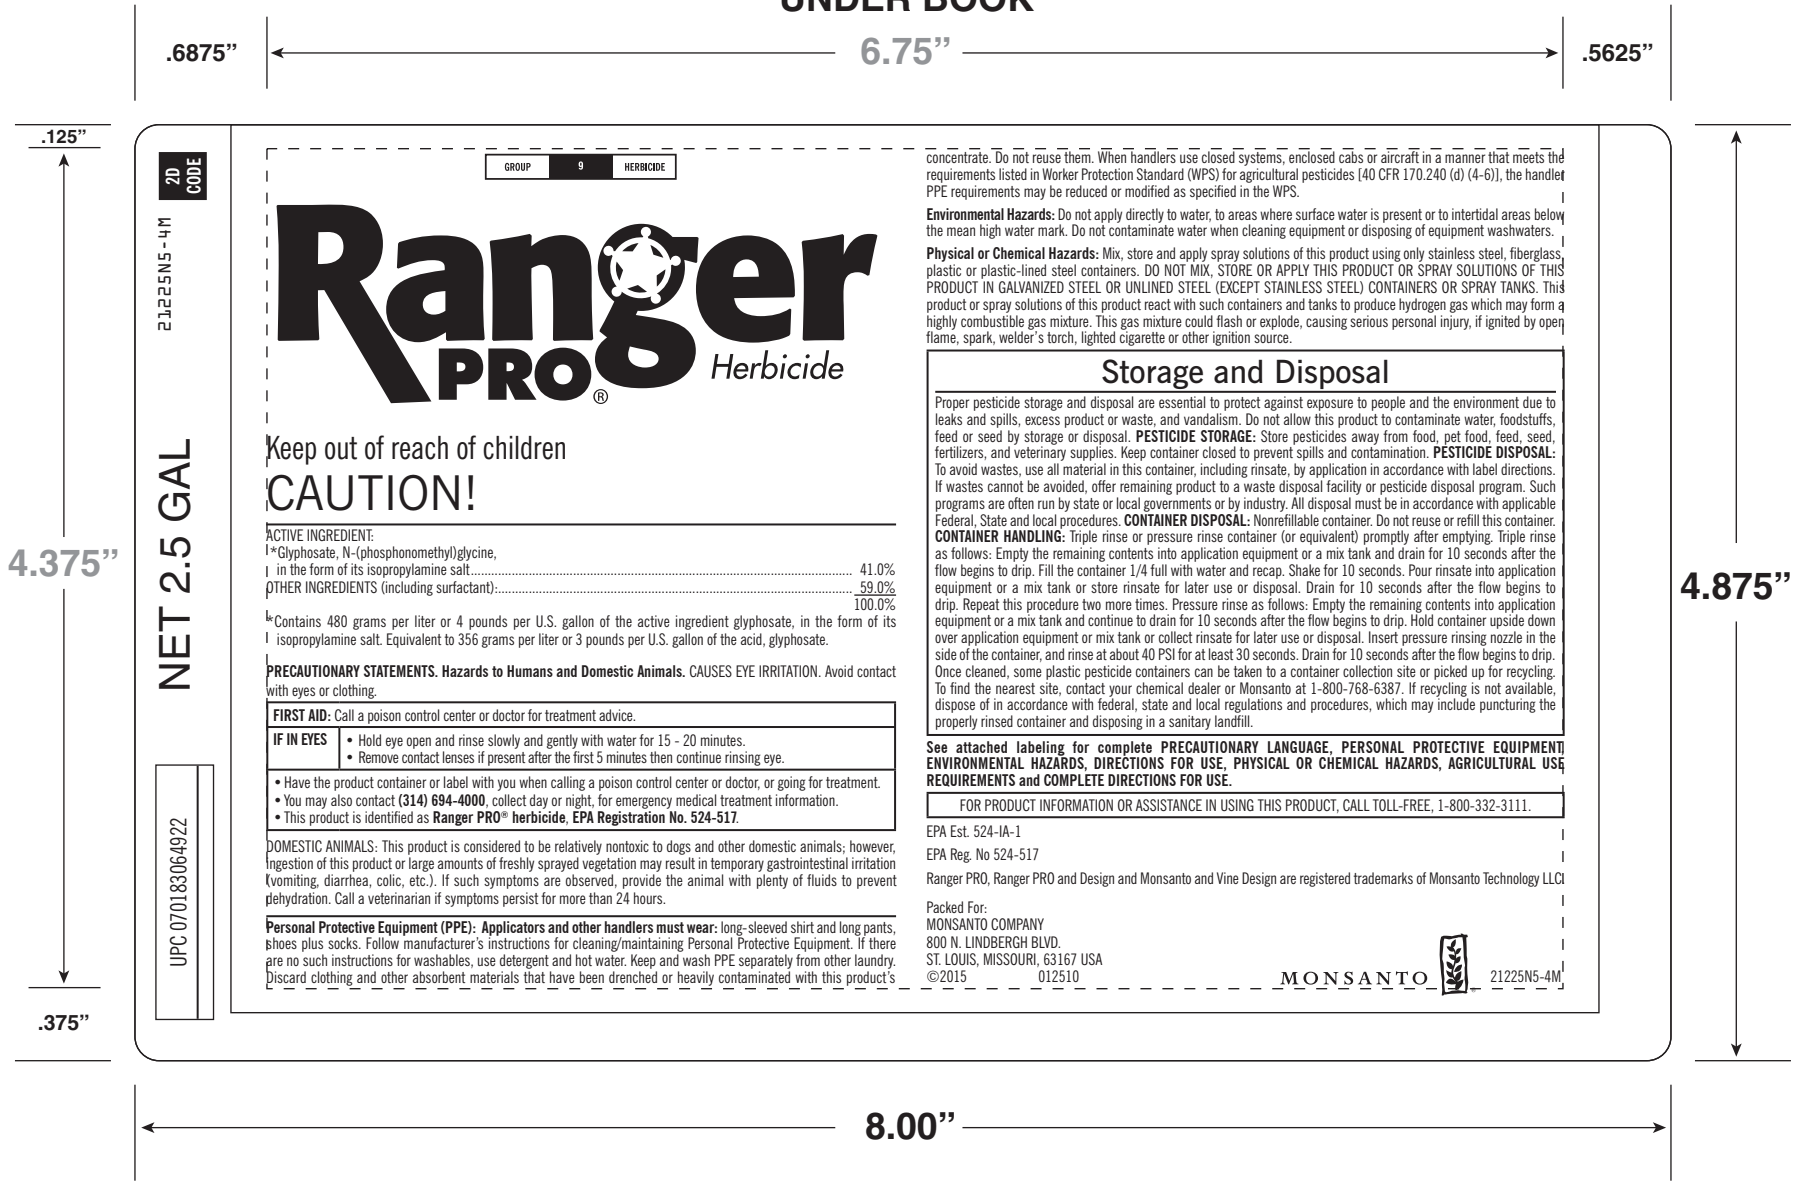 UNDER BOOK
.6875”
6.75”
.5625”
.125”
4.375”
.375”
4.875”
8.00”
2D
CODE
21225N5-4M
NET 2.5 GAL
UPC 070183064922
GROUP 9 HERBICIDE
Ranger
PRO® Herbicide
Keep out of reach of children
CAUTION!
ACTIVE INGREDIENT:
*Glyphosate, N-(phosphonomethyl)glycine,
in the form of its isopropylamine salt.......... 41.0%
OTHER INGREDIENTS (including surfactant):.......... 59.0%
100.0%
*Contains 480 grams per liter or 4 pounds per U.S. gallon of the active ingredient glyphosate, in the form of its
isopropylamine salt. Equivalent to 356 grams per liter or 3 pounds per U.S. gallon of the acid, glyphosate.
PRECAUTIONARY STATEMENTS. Hazards to Humans and Domestic Animals. CAUSES EYE IRRITATION. Avoid contact
with eyes or clothing.
FIRST AID: Call a poison control center or doctor for treatment advice.
IF IN EYES • Hold eye open and rinse slowly and gently with water for 15 - 20 minutes.
• Remove contact lenses if present after the first 5 minutes then continue rinsing eye.
• Have the product container or label with you when calling a poison control center or doctor, or going for treatment.
• You may also contact (314) 694-4000, collect day or night, for emergency medical treatment information.
• This product is identified as Ranger PRO® herbicide, EPA Registration No. 524-517.
DOMESTIC ANIMALS: This product is considered to be relatively nontoxic to dogs and other domestic animals; however,
ingestion of this product or large amounts of freshly sprayed vegetation may result in temporary gastrointestinal irritation
(vomiting, diarrhea, colic, etc.). If such symptoms are observed, provide the animal with plenty of fluids to prevent
dehydration. Call a veterinarian if symptoms persist for more than 24 hours.
Personal Protective Equipment (PPE): Applicators and other handlers must wear: long-sleeved shirt and long pants,
shoes plus socks. Follow manufacturer’s instructions for cleaning/maintaining Personal Protective Equipment. If there
are no such instructions for washables, use detergent and hot water. Keep and wash PPE separately from other laundry.
Discard clothing and other absorbent materials that have been drenched or heavily contaminated with this product’s
concentrate. Do not reuse them. When handlers use closed systems, enclosed cabs or aircraft in a manner that meets the
requirements listed in Worker Protection Standard (WPS) for agricultural pesticides [40 CFR 170.240 (d) (4-6)], the handler
PPE requirements may be reduced or modified as specified in the WPS.
Environmental Hazards: Do not apply directly to water, to areas where surface water is present or to intertidal areas below
the mean high water mark. Do not contaminate water when cleaning equipment or disposing of equipment washwaters.
Physical or Chemical Hazards: Mix, store and apply spray solutions of this product using only stainless steel, fiberglass,
plastic or plastic-lined steel containers. DO NOT MIX, STORE OR APPLY THIS PRODUCT OR SPRAY SOLUTIONS OF THIS
PRODUCT IN GALVANIZED STEEL OR UNLINED STEEL (EXCEPT STAINLESS STEEL) CONTAINERS OR SPRAY TANKS. This
product or spray solutions of this product react with such containers and tanks to produce hydrogen gas which may form a
highly combustible gas mixture. This gas mixture could flash or explode, causing serious personal injury, if ignited by open
flame, spark, welder’s torch, lighted cigarette or other ignition source.
Storage and Disposal
Proper pesticide storage and disposal are essential to protect against exposure to people and the environment due to
leaks and spills, excess product or waste, and vandalism. Do not allow this product to contaminate water, foodstuffs,
feed or seed by storage or disposal. PESTICIDE STORAGE: Store pesticides away from food, pet food, feed, seed,
fertilizers, and veterinary supplies. Keep container closed to prevent spills and contamination. PESTICIDE DISPOSAL:
To avoid wastes, use all material in this container, including rinsate, by application in accordance with label directions.
If wastes cannot be avoided, offer remaining product to a waste disposal facility or pesticide disposal program. Such
programs are often run by state or local governments or by industry. All disposal must be in accordance with applicable
Federal, State and local procedures. CONTAINER DISPOSAL: Nonrefillable container. Do not reuse or refill this container.
CONTAINER HANDLING: Triple rinse or pressure rinse container (or equivalent) promptly after emptying. Triple rinse
as follows: Empty the remaining contents into application equipment or a mix tank and drain for 10 seconds after the
flow begins to drip. Fill the container 1/4 full with water and recap. Shake for 10 seconds. Pour rinsate into application
equipment or a mix tank or store rinsate for later use or disposal. Drain for 10 seconds after the flow begins to
drip. Repeat this procedure two more times. Pressure rinse as follows: Empty the remaining contents into application
equipment or a mix tank and continue to drain for 10 seconds after the flow begins to drip. Hold container upside down
over application equipment or mix tank or collect rinsate for later use or disposal. Insert pressure rinsing nozzle in the
side of the container, and rinse at about 40 PSI for at least 30 seconds. Drain for 10 seconds after the flow begins to drip.
Once cleaned, some plastic pesticide containers can be taken to a container collection site or picked up for recycling.
To find the nearest site, contact your chemical dealer or Monsanto at 1-800-768-6387. If recycling is not available,
dispose of in accordance with federal, state and local regulations and procedures, which may include puncturing the
properly rinsed container and disposing in a sanitary landfill.
See attached labeling for complete PRECAUTIONARY LANGUAGE, PERSONAL PROTECTIVE EQUIPMENT,
ENVIRONMENTAL HAZARDS, DIRECTIONS FOR USE, PHYSICAL OR CHEMICAL HAZARDS, AGRICULTURAL USE
REQUIREMENTS and COMPLETE DIRECTIONS FOR USE.
FOR PRODUCT INFORMATION OR ASSISTANCE IN USING THIS PRODUCT, CALL TOLL-FREE, 1-800-332-3111.
EPA Est. 524-IA-1
EPA Reg. No 524-517
Ranger PRO, Ranger PRO and Design and Monsanto and Vine Design are registered trademarks of Monsanto Technology LLC.
Packed For:
MONSANTO COMPANY
800 N. LINDBERGH BLVD.
ST. LOUIS, MISSOURI, 63167 USA
©2015 012510
MONSANTO 21225N5-4M